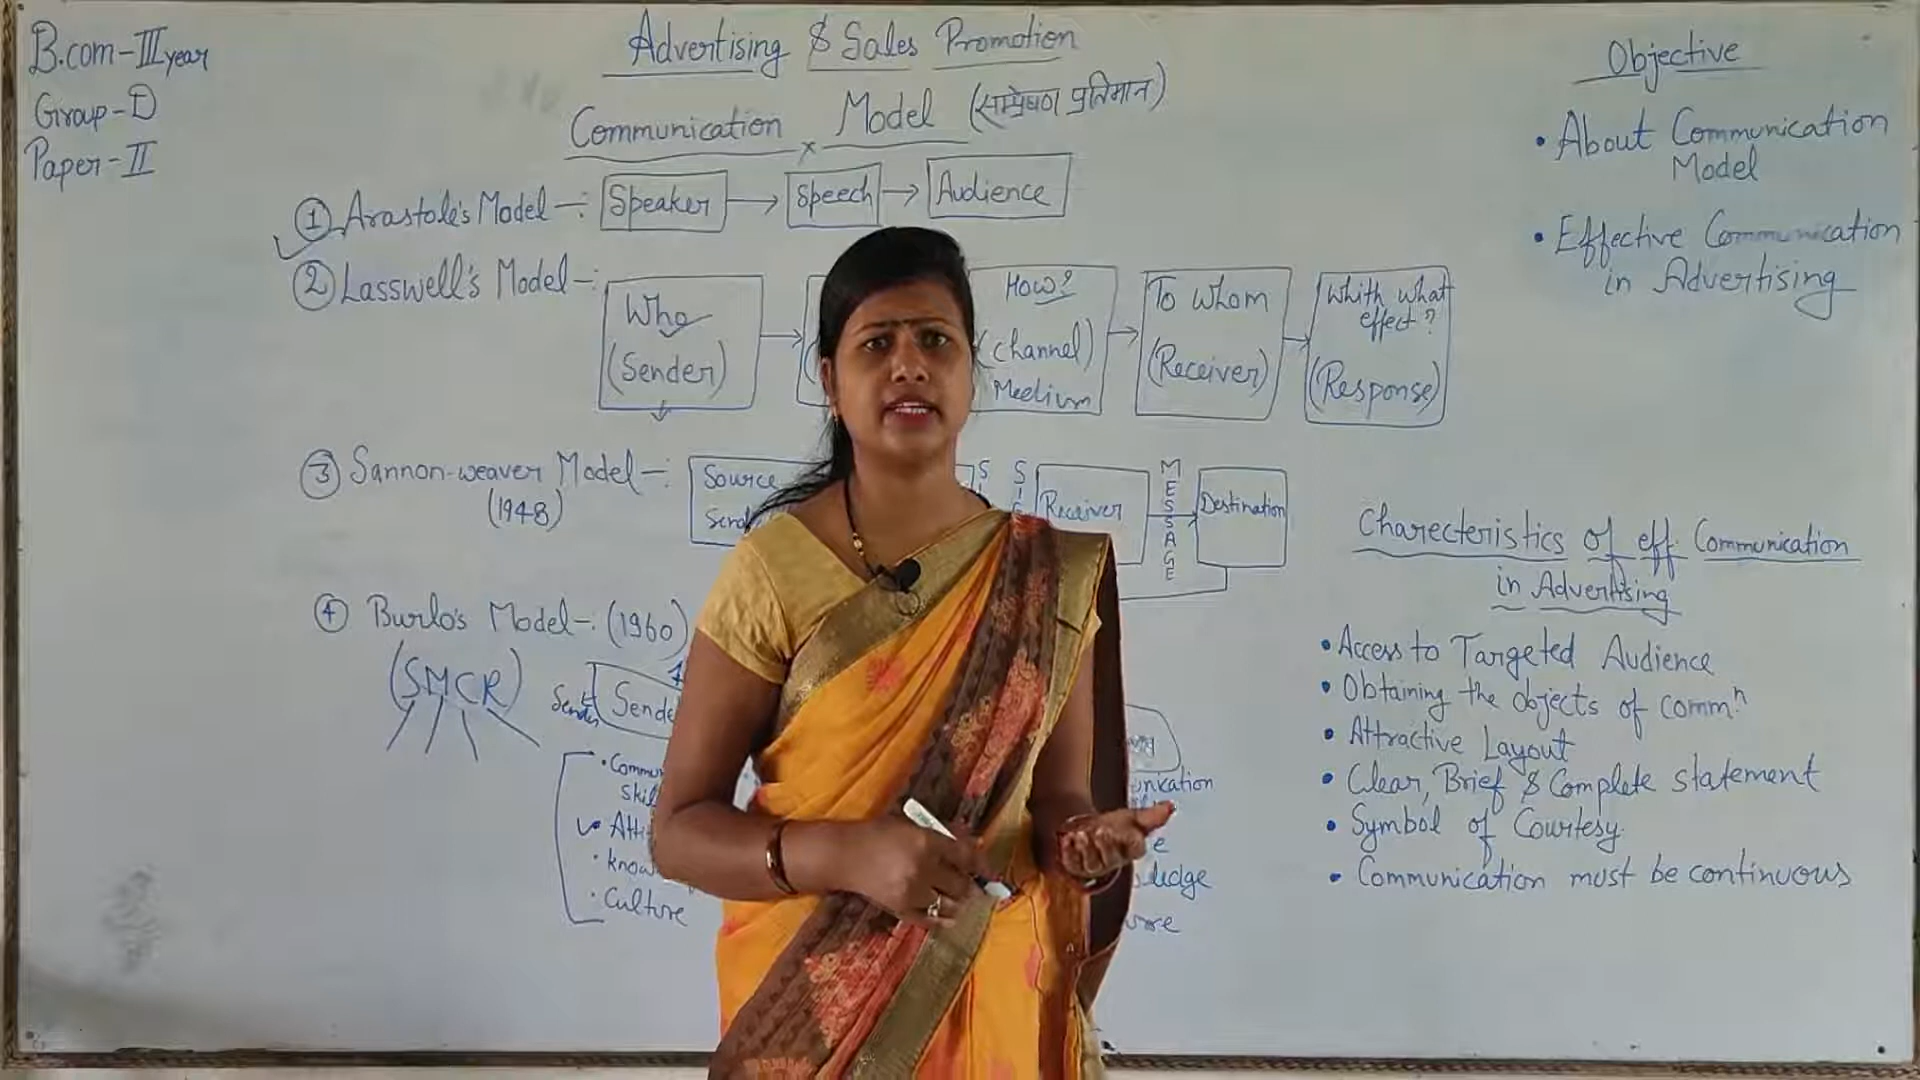 B.com-III year
Group-D
Paper-II
Advertising & Sales Promotion
Communication Model (सम्प्रेषण प्रतिमान)
Objective
• About Communication
Model
• Effective Communication
in Advertising
① Arastole's Model -: Speaker → Speech → Audience
② Lasswell's Model -:
Who
(Sender)
How?
(channel)
Medium
To whom
(Receiver)
Whith what
effect?
(Response)
③ Sannon-weaver Model -:
(1948)
Source
Receiver
MESSAGE
Destination
④ Burlo's Model -: (1960)
(SMCR)
• Culture
Charecteristics of eff. Communication
in Advertising
• Access to Targeted Audience
• Obtaining the objects of commⁿ
• Attractive Layout
• Clear, Brief & Complete statement
• Symbol of Courtesy
• Communication must be continuous